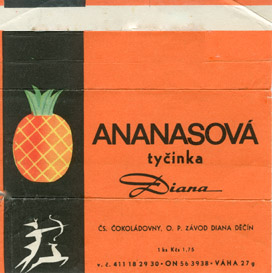 ANANASOVÁ
tyčinka
Diana
ČS. ČOKOLÁDOVNY, O. P. ZÁVOD DIANA DĚČÍN
1 ks Kčs 1,75
v. č. 411 18 29 30 • ON 56 3938 • VÁHA 27 g